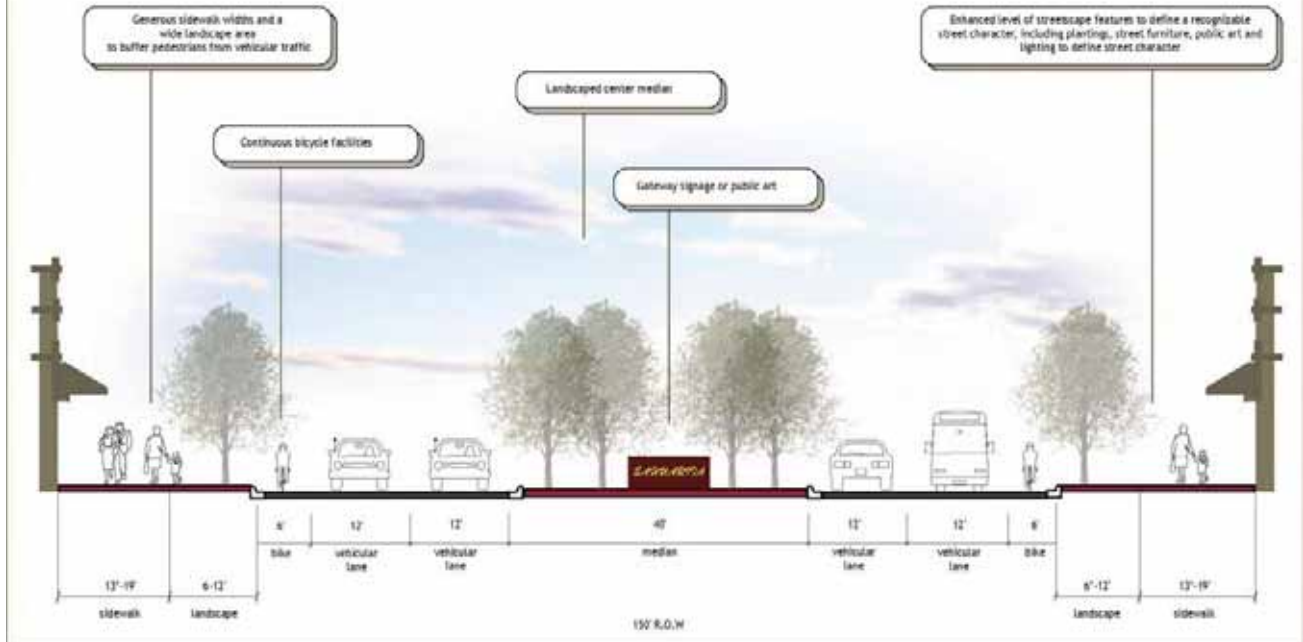 Generous sidewalk widths and a
wide landscape area
to buffer pedestrians from vehicular traffic
Enhanced level of streetscape features to define a recognizable
street character, including plantings, street furniture, public art and
lighting to define street character
Landscaped center median
Continuous bicycle facilities
Gateway signage or public art
6' 12' 12' 40' 12' 12' 6'
bike vehicular lane vehicular lane median vehicular lane vehicular lane bike
13'-19' 6-12' 6'-12' 13'-19'
sidewalk landscape landscape sidewalk
150' R.O.W